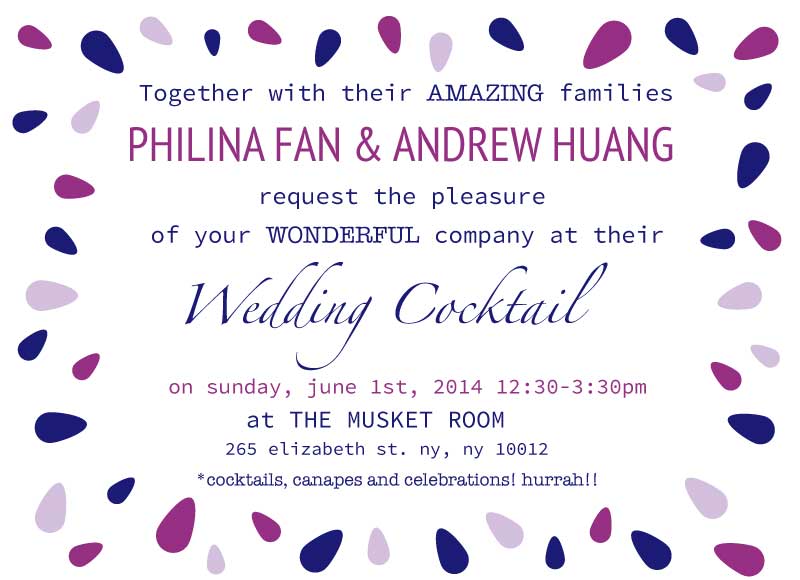 Together with their AMAZING families
PHILINA FAN & ANDREW HUANG
request the pleasure
of your WONDERFUL company at their
Wedding Cocktail
on sunday, june 1st, 2014 12:30-3:30pm
at THE MUSKET ROOM
265 elizabeth st. ny, ny 10012
*cocktails, canapes and celebrations! hurrah!!